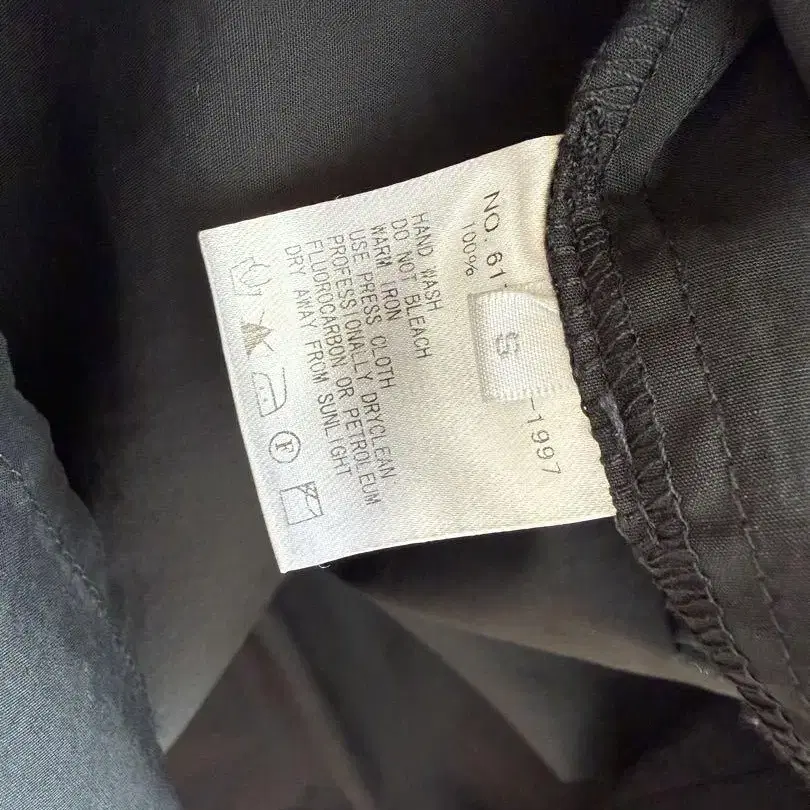 NO. 61
-1997
100%
S
HAND WASH
DO NOT BLEACH
WARM IRON
USE PRESS CLOTH
PROFESSIONALLY DRYCLEAN
FLUOROCARBON OR PETROLEUM
DRY AWAY FROM SUNLIGHT
F